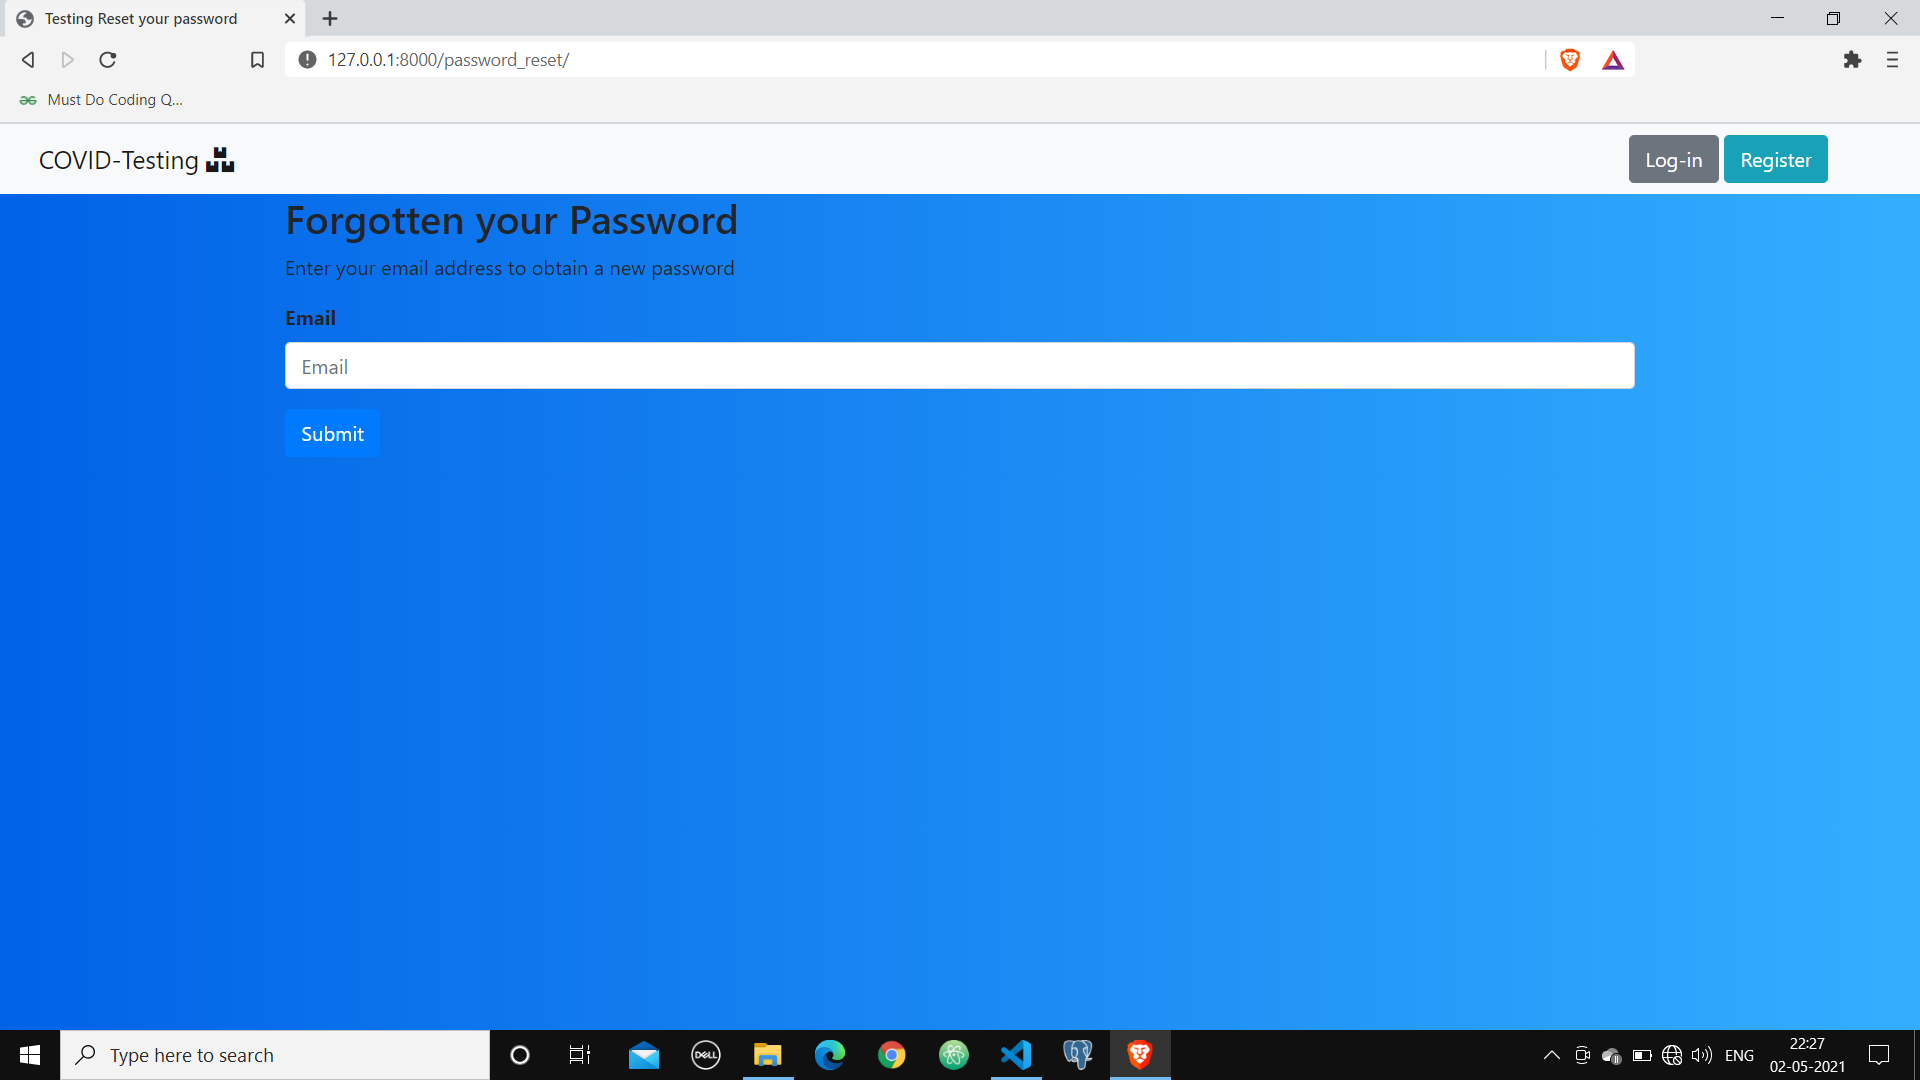 Testing Reset your password
127.0.0.1:8000/password_reset/
Must Do Coding Q...
COVID-Testing
Log-in
Register
Forgotten your Password
Enter your email address to obtain a new password
Email
Email
Submit
Type here to search
DELL
ENG
22:27
02-05-2021